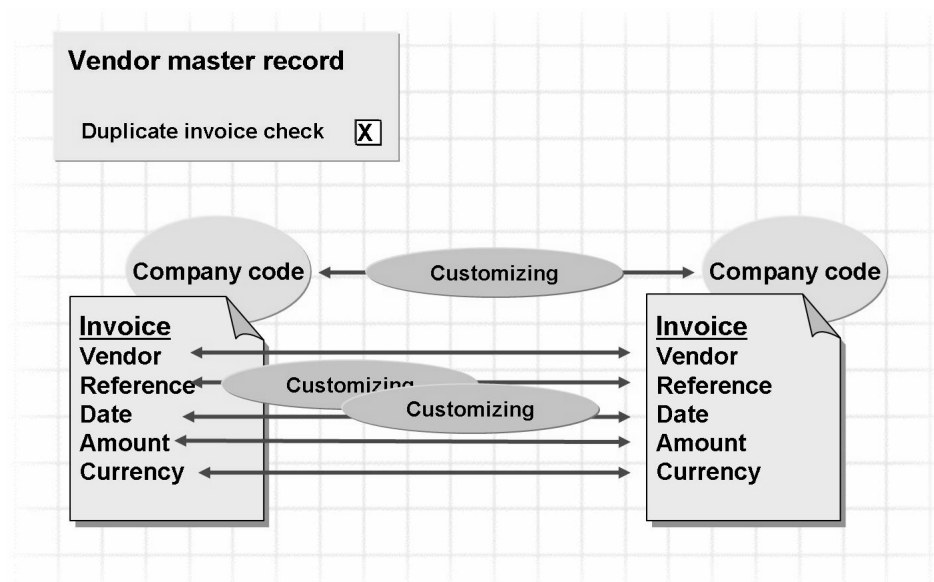 Vendor master record
Duplicate invoice check X
Company code
Customizing
Company code
Invoice
Vendor
Reference
Date
Amount
Currency
Customizing
Customizing
Invoice
Vendor
Reference
Date
Amount
Currency